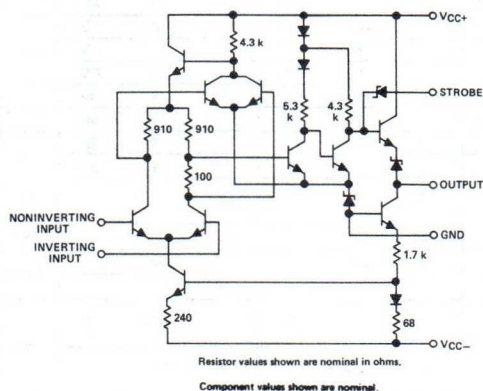 VCC+
4.3 k
STROBE
5.3 k
4.3 k
910
910
100
OUTPUT
NONINVERTING INPUT
INVERTING INPUT
GND
1.7 k
240
68
VCC−
Resistor values shown are nominal in ohms.
Component values shown are nominal.